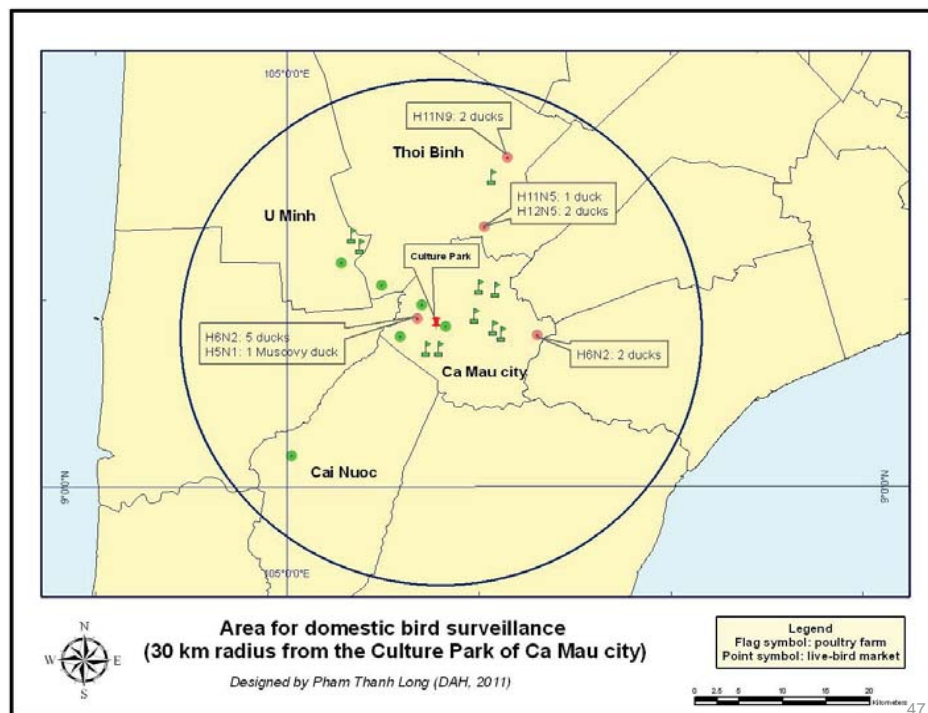 105°0'0"E
H11N9: 2 ducks
Thoi Binh
H11N5: 1 duck
H12N5: 2 ducks
U Minh
Culture Park
H6N2: 5 ducks
H5N1: 1 Muscovy duck
H6N2: 2 ducks
Ca Mau city
Cai Nuoc
9°0'0"N
9°0'0"N
105°0'0"E
Area for domestic bird surveillance
(30 km radius from the Culture Park of Ca Mau city)
Designed by Pham Thanh Long (DAH, 2011)
N
W
E
S
Legend
Flag symbol: poultry farm
Point symbol: live-bird market
0 2.5 5 10 15 20
Kilometers
47